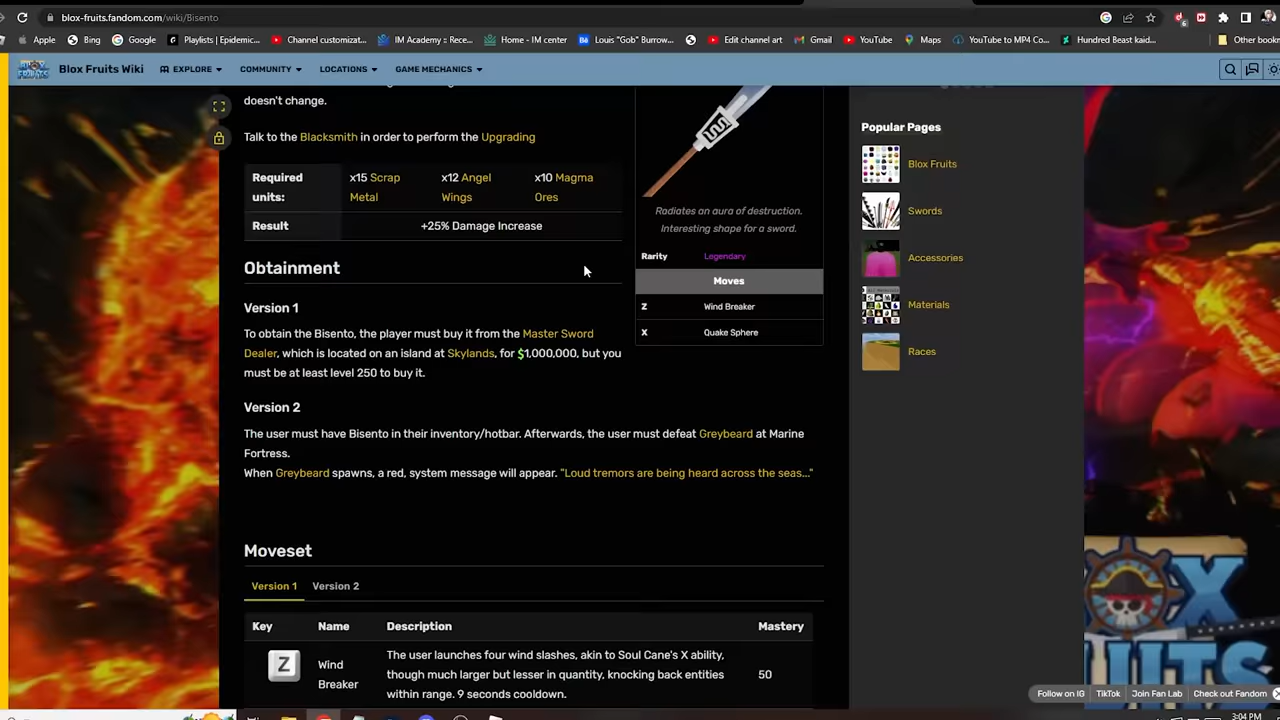 blox-fruits.fandom.com/wiki/Bisento
Apple Bing Google Playlists | Epidemic... Channel customizat... IM Academy :: Rece... Home - IM center Louis "Gob" Burrow... Edit channel art Gmail YouTube Maps YouTube to MP4 Co... Hundred Beast kaid... Other book
Blox Fruits Wiki EXPLORE COMMUNITY LOCATIONS GAME MECHANICS
doesn't change.
Talk to the Blacksmith in order to perform the Upgrading
Required units: x15 Scrap Metal x12 Angel Wings x10 Magma Ores
Result +25% Damage Increase
Radiates an aura of destruction.
Interesting shape for a sword.
Rarity Legendary
Moves
Z Wind Breaker
X Quake Sphere
Obtainment
Version 1
To obtain the Bisento, the player must buy it from the Master Sword
Dealer, which is located on an island at Skylands, for $1,000,000, but you
must be at least level 250 to buy it.
Version 2
The user must have Bisento in their inventory/hotbar. Afterwards, the user must defeat Greybeard at Marine
Fortress.
When Greybeard spawns, a red, system message will appear. "Loud tremors are being heard across the seas..."
Moveset
Version 1 Version 2
Key Name Description Mastery
Z Wind Breaker
The user launches four wind slashes, akin to Soul Cane's X ability,
though much larger but lesser in quantity, knocking back entities
within range. 9 seconds cooldown.
50
Popular Pages
Blox Fruits
Swords
Accessories
Materials
Races
Follow on IG TikTok Join Fan Lab Check out Fandom
3:04 PM